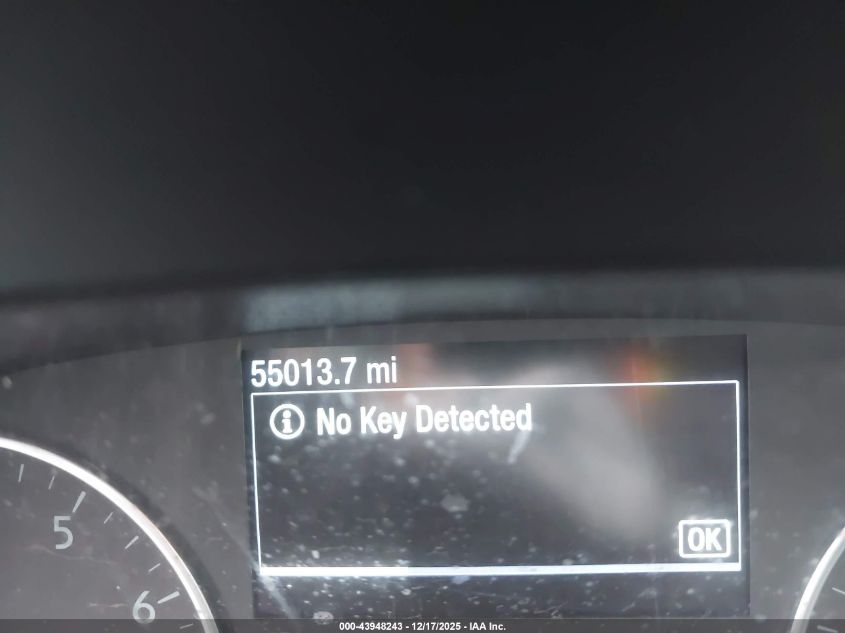 55013.7 mi
i No Key Detected
OK
5
6
000-43948243 - 12/17/2025 - IAA Inc.